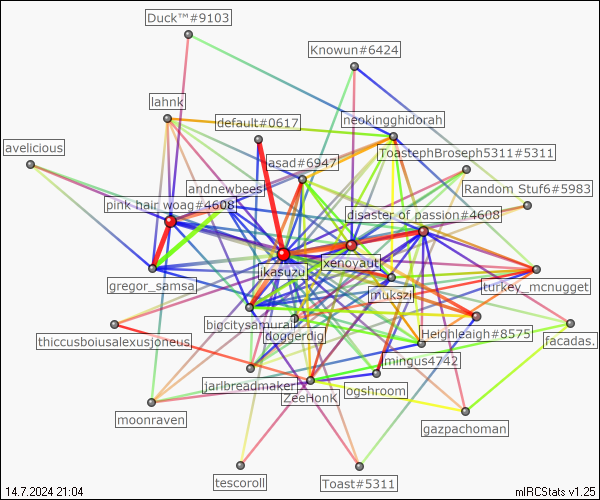 Duck™#9103
Knowun#6424
lahnk
default#0617
neokingghidorah
avelicious
asad#6947
ToastephBroseph5311#5311
andnewbees
Random Stuf6#5983
pink hair woag#4608
disaster of passion#4608
ikasuzu
xenoyaut
gregor_samsa
mukszi
turkey_mcnugget
bigcitysamurai
doggerdig
Heighleaigh#8575
thiccusboiusalexusjoneus
facadas.
mingus4742
jarlbreadmaker
ZeeHonK
ogshroom
moonraven
gazpachoman
tescoroll
Toast#5311
14.7.2024 21:04
mIRCStats v1.25